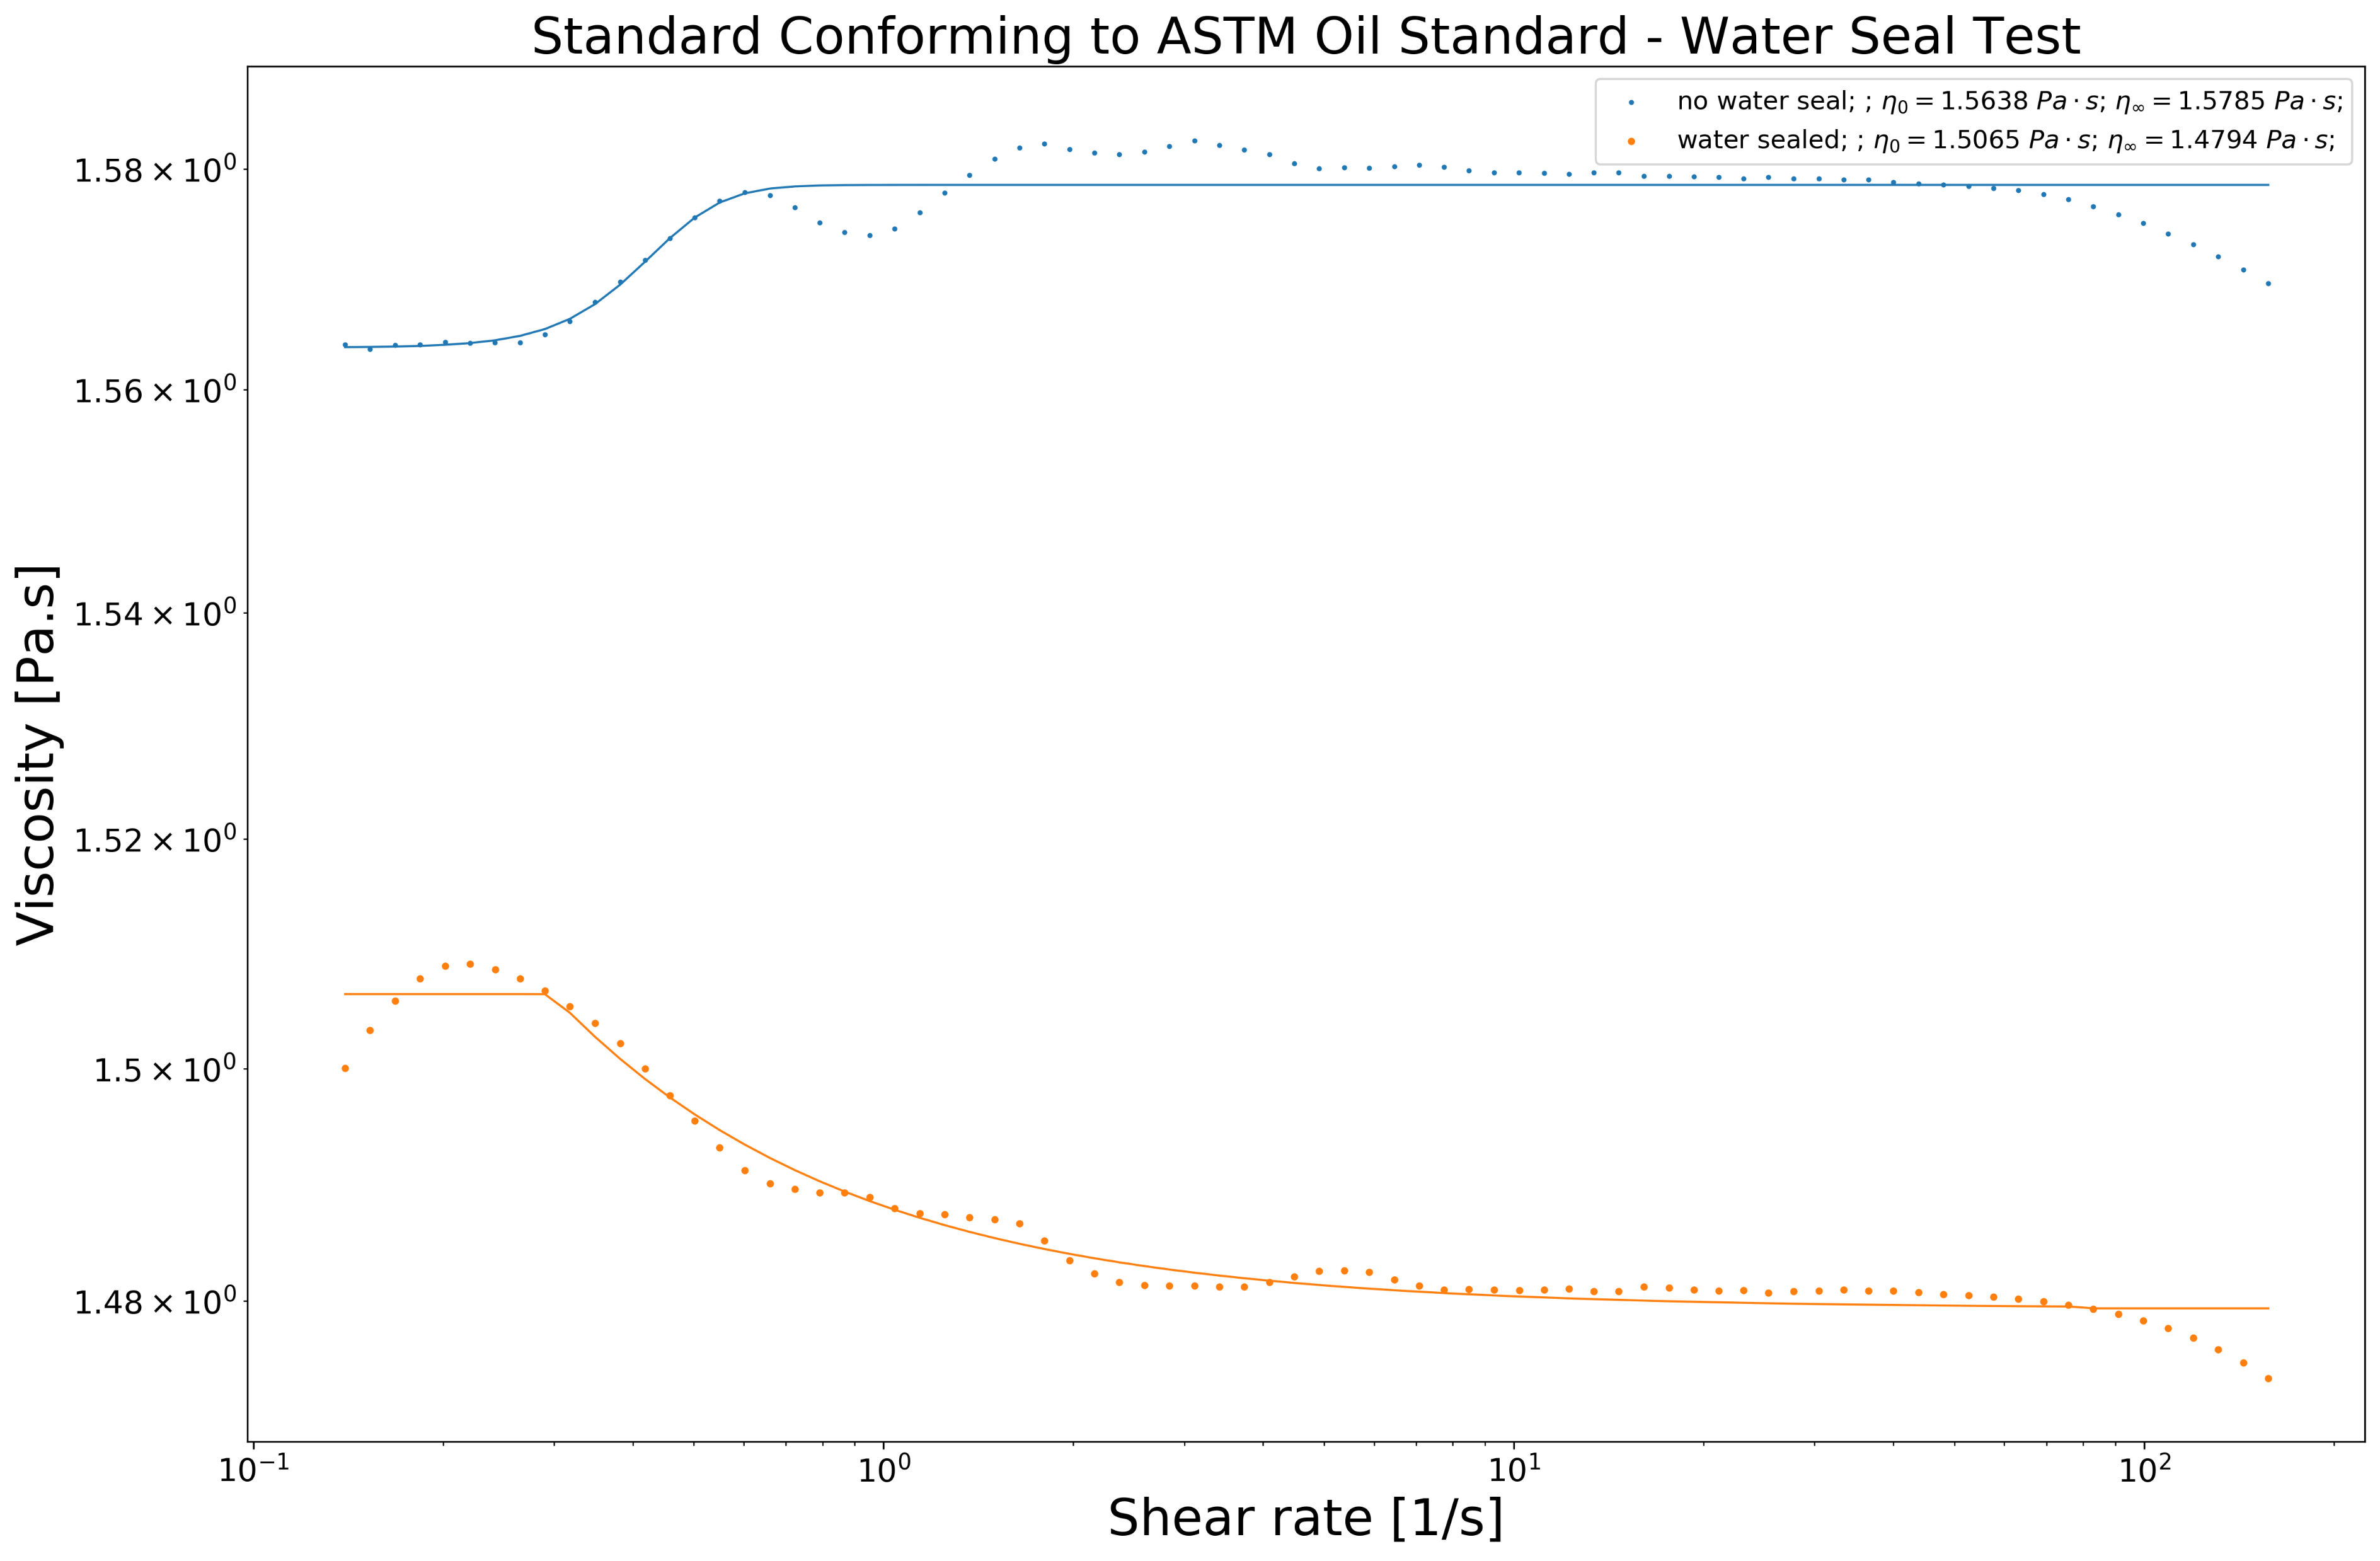 Standard Conforming to ASTM Oil Standard - Water Seal Test
no water seal; ; η₀ = 1.5638 Pa · s; η∞ = 1.5785 Pa · s;
water sealed; ; η₀ = 1.5065 Pa · s; η∞ = 1.4794 Pa · s;
1.58 × 10⁰
1.56 × 10⁰
1.54 × 10⁰
1.52 × 10⁰
1.5 × 10⁰
1.48 × 10⁰
Viscosity [Pa.s]
10⁻¹ 10⁰ 10¹ 10²
Shear rate [1/s]